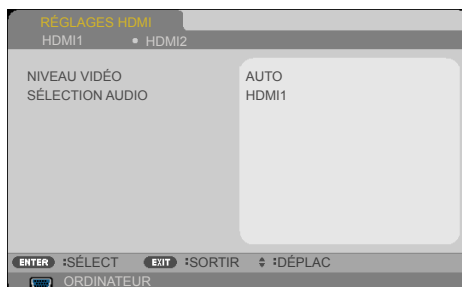 RÉGLAGES HDMI
HDMI1 • HDMI2
NIVEAU VIDÉO AUTO
SÉLECTION AUDIO HDMI1
ENTER :SÉLECT EXIT :SORTIR :DÉPLAC
ORDINATEUR